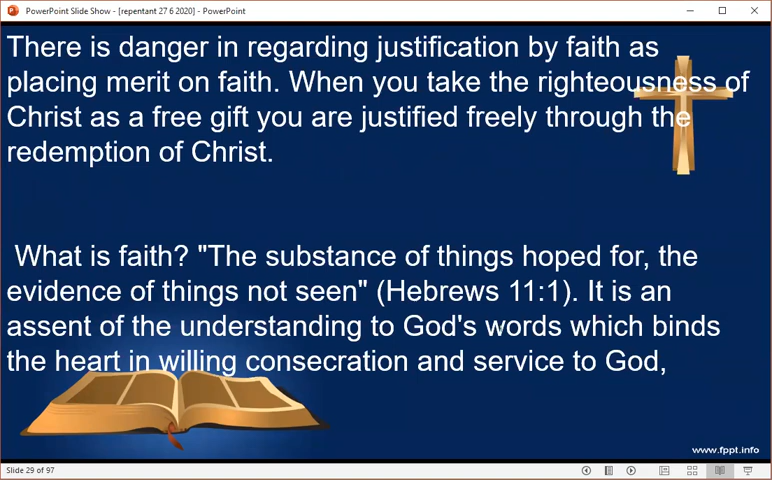 PowerPoint Slide Show - [repentant 27 6 2020] - PowerPoint
There is danger in regarding justification by faith as
placing merit on faith. When you take the righteousness of
Christ as a free gift you are justified freely through the
redemption of Christ.
What is faith? "The substance of things hoped for, the
evidence of things not seen" (Hebrews 11:1). It is an
assent of the understanding to God's words which binds
the heart in willing consecration and service to God,
www.fppt.info
Slide 29 of 97